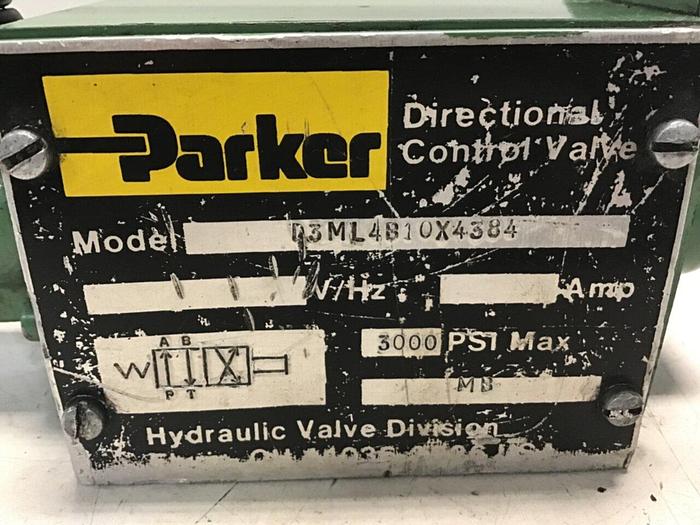 Parker
Directional
Control Valve
Model D3ML4B10X4384
V/Hz Amp
3000 PSI Max
A B
P T
MB
Hydraulic Valve Division